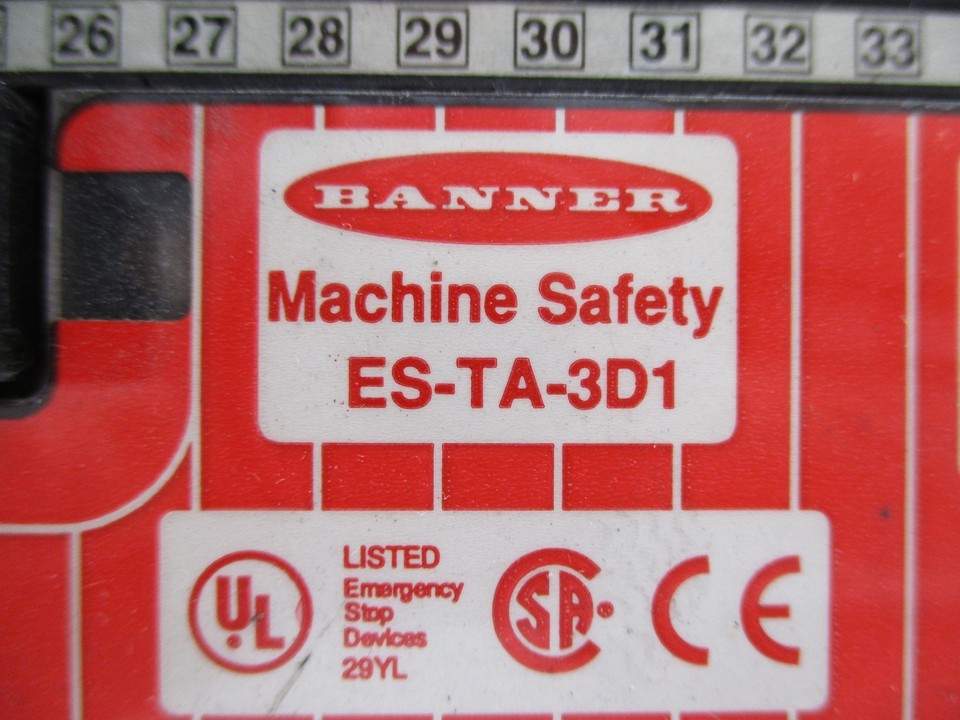 26 27 28 29 30 31 32 33
BANNER
Machine Safety
ES-TA-3D1
UL
LISTED
Emergency
Stop
Devices
29YL
SA®
CE